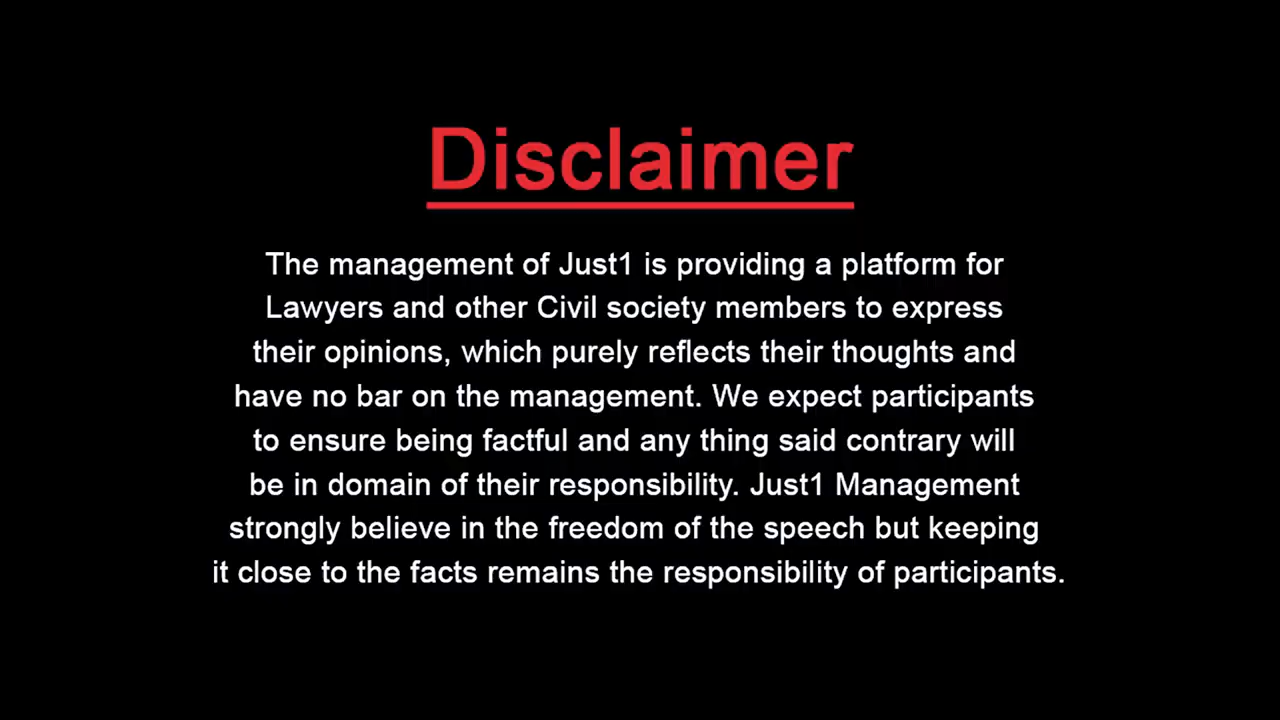 Disclaimer
The management of Just1 is providing a platform for
Lawyers and other Civil society members to express
their opinions, which purely reflects their thoughts and
have no bar on the management. We expect participants
to ensure being factful and any thing said contrary will
be in domain of their responsibility. Just1 Management
strongly believe in the freedom of the speech but keeping
it close to the facts remains the responsibility of participants.